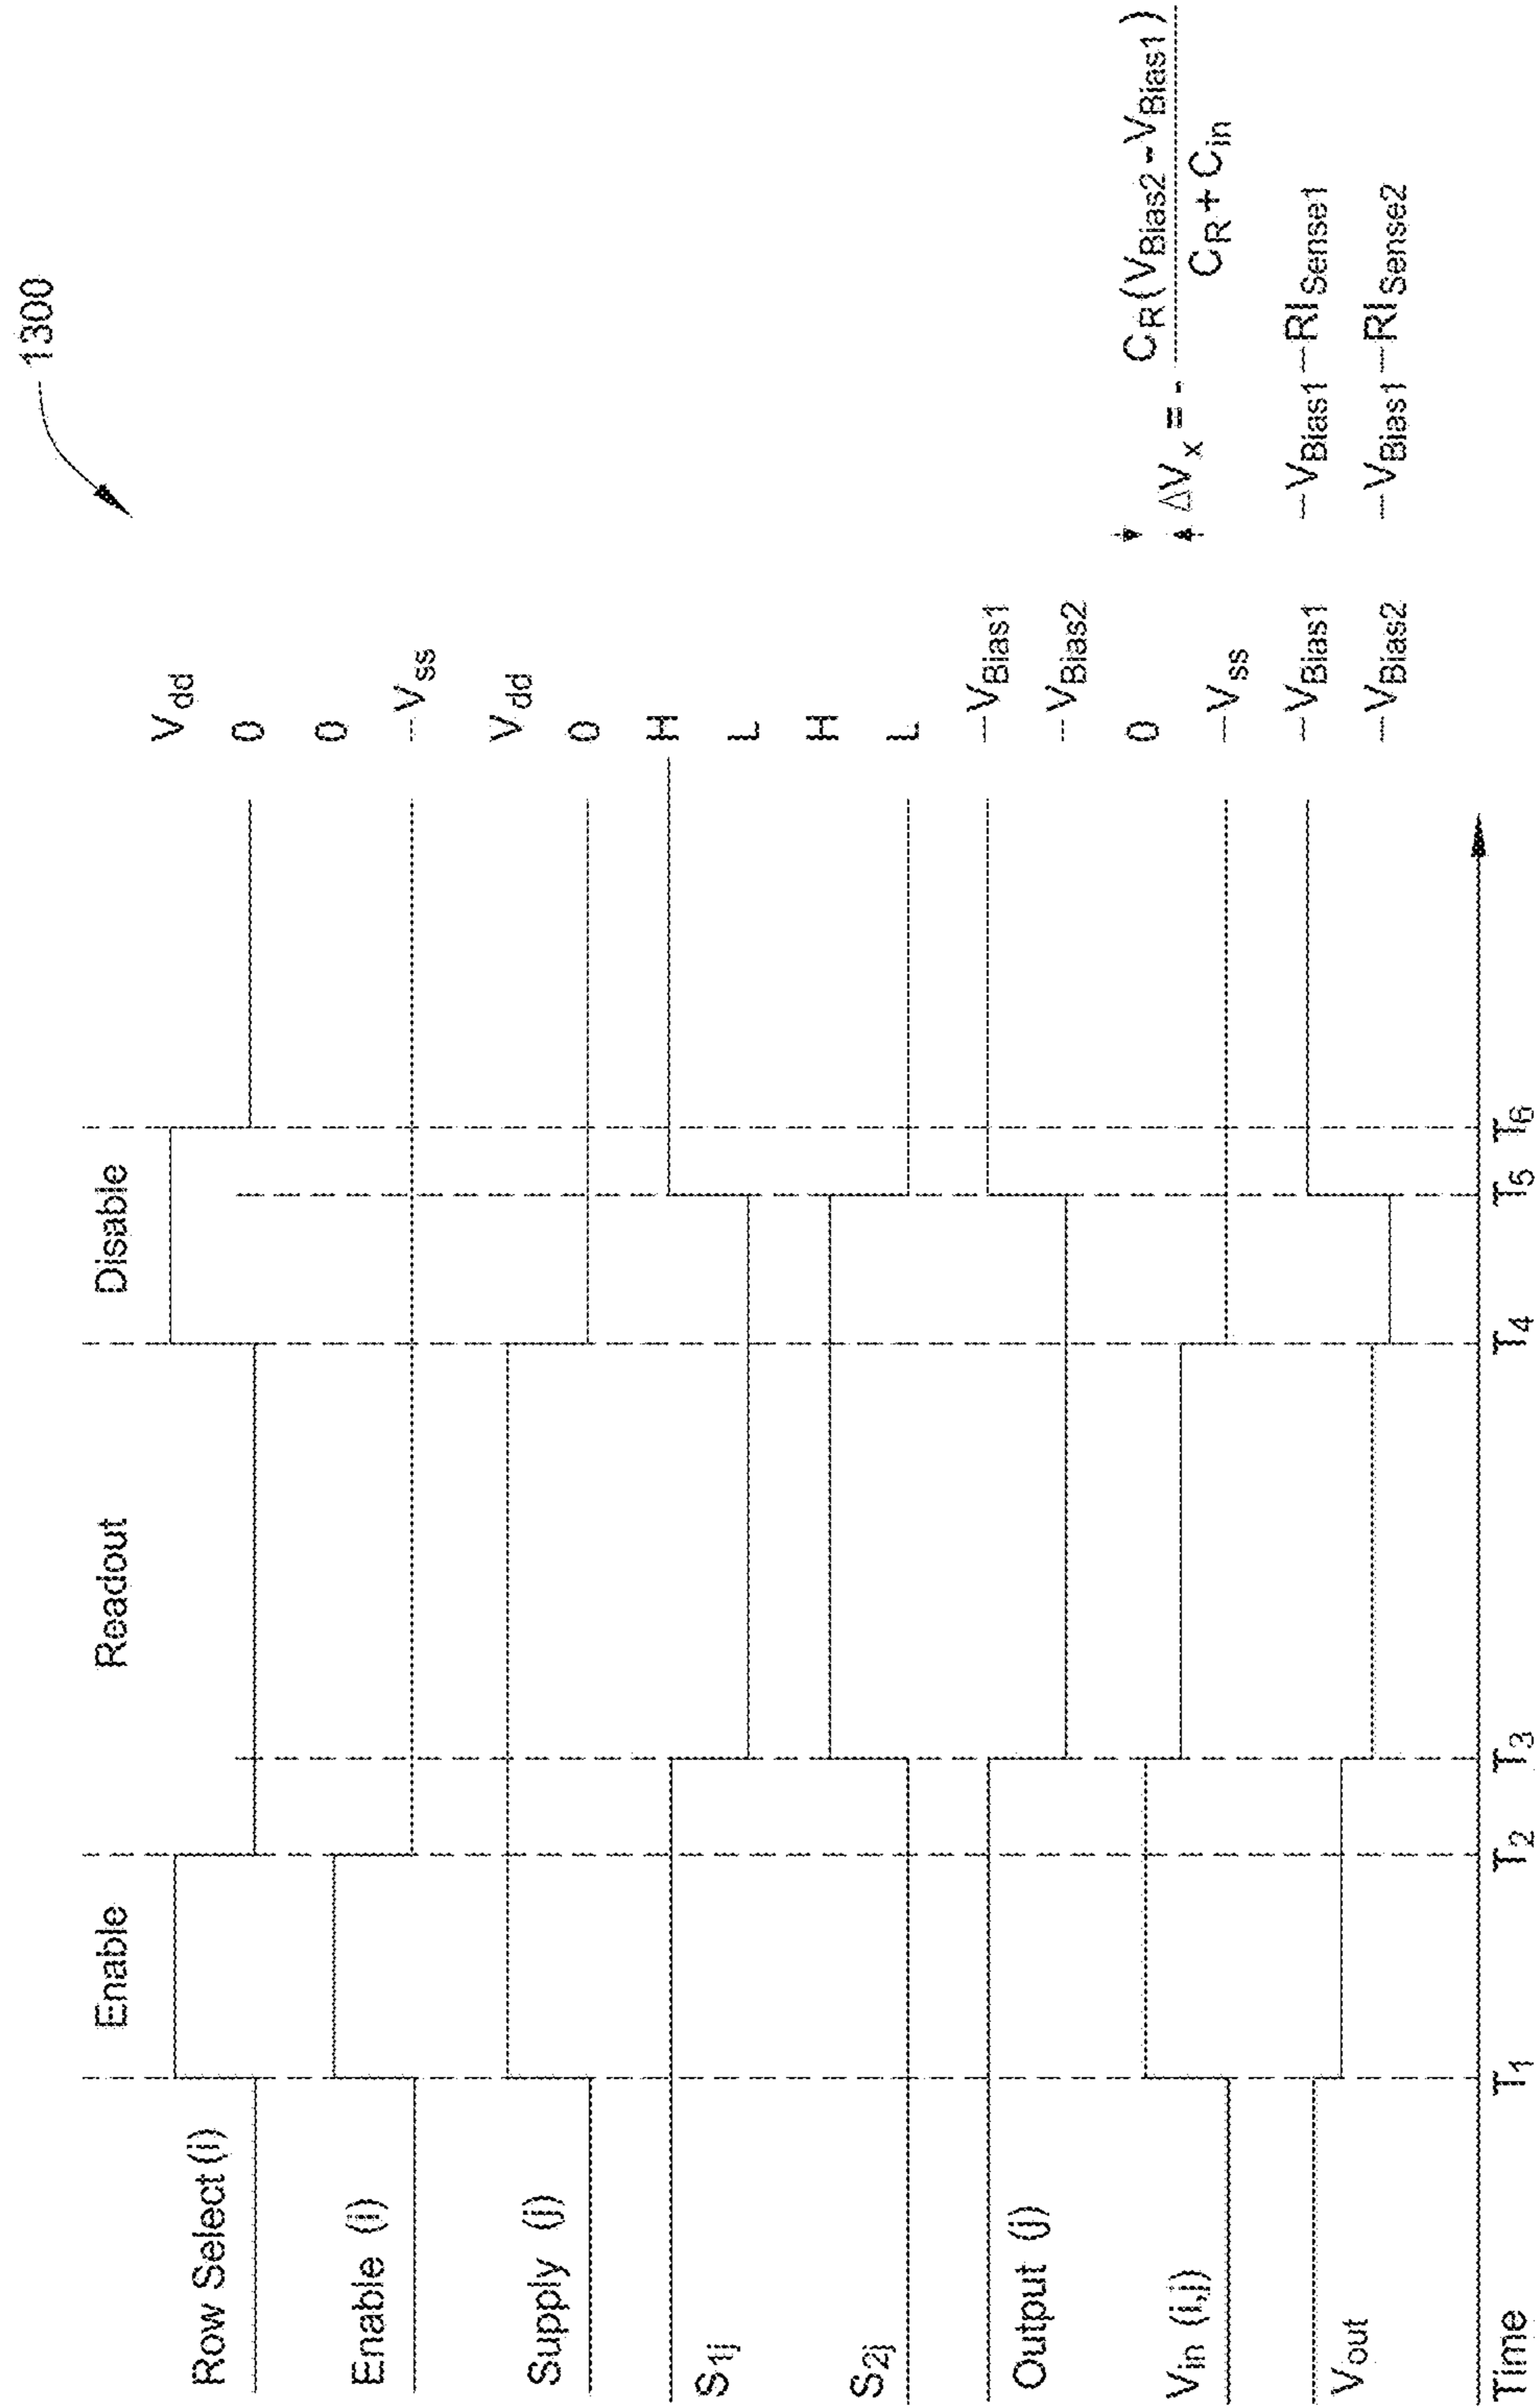 1300
Enable Readout Disable
Row Select (i) Vdd
0
Enable (i) 0
–Vss
Supply (j) Vdd
0
S1j H
L
S2j H
L
Output (j) –VBias1
–VBias2
Vin (i,j) 0
–Vss
ΔVx = - CR(VBias2 –VBias1)
CR + Cin
Vout –VBias1 –VBias1 –RISense1
–VBias2 –VBias1 –RISense2
Time T1 T2 T3 T4 T5 T6